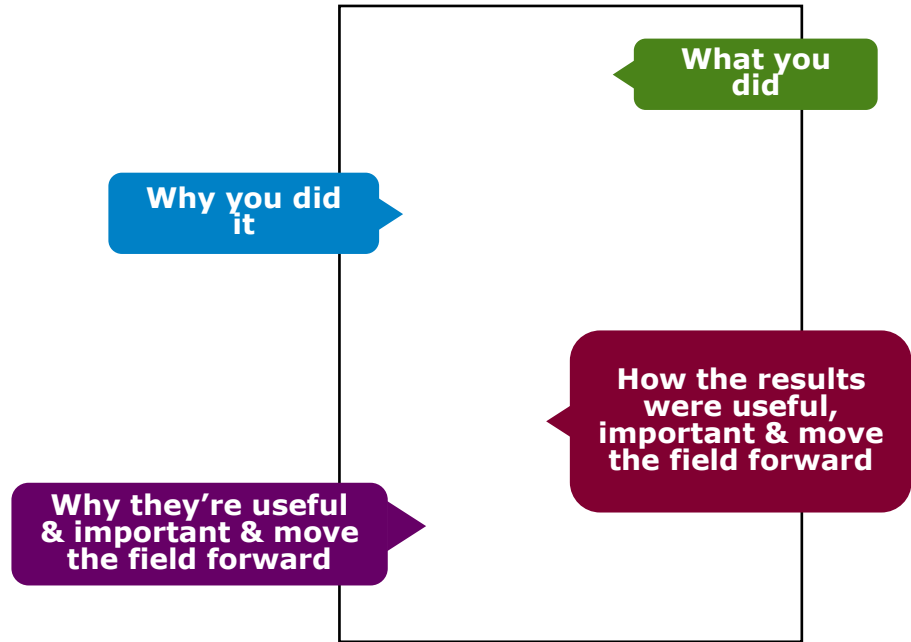 What you
did
Why you did
it
How the results
were useful,
important & move
the field forward
Why they’re useful
& important & move
the field forward